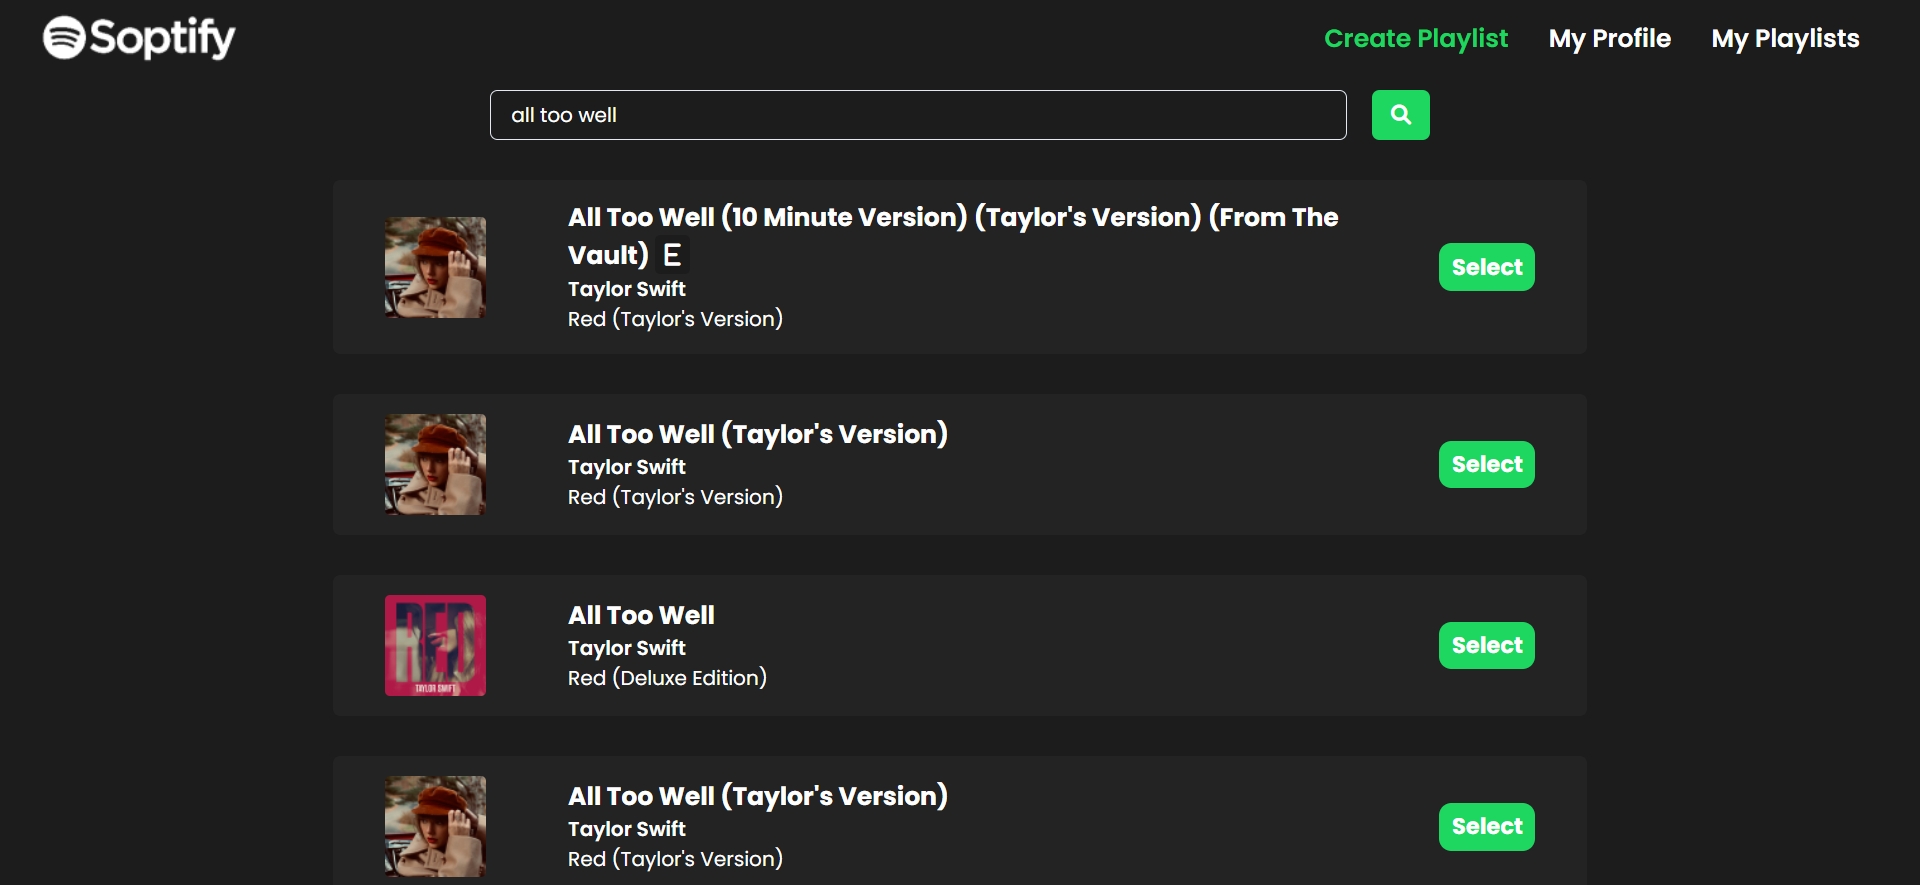 Soptify
Create Playlist
My Profile
My Playlists
all too well
All Too Well (10 Minute Version) (Taylor's Version) (From The
Vault) E
Taylor Swift
Red (Taylor's Version)
Select
All Too Well (Taylor's Version)
Taylor Swift
Red (Taylor's Version)
Select
RED
TAYLOR SWIFT
All Too Well
Taylor Swift
Red (Deluxe Edition)
Select
All Too Well (Taylor's Version)
Taylor Swift
Red (Taylor's Version)
Select